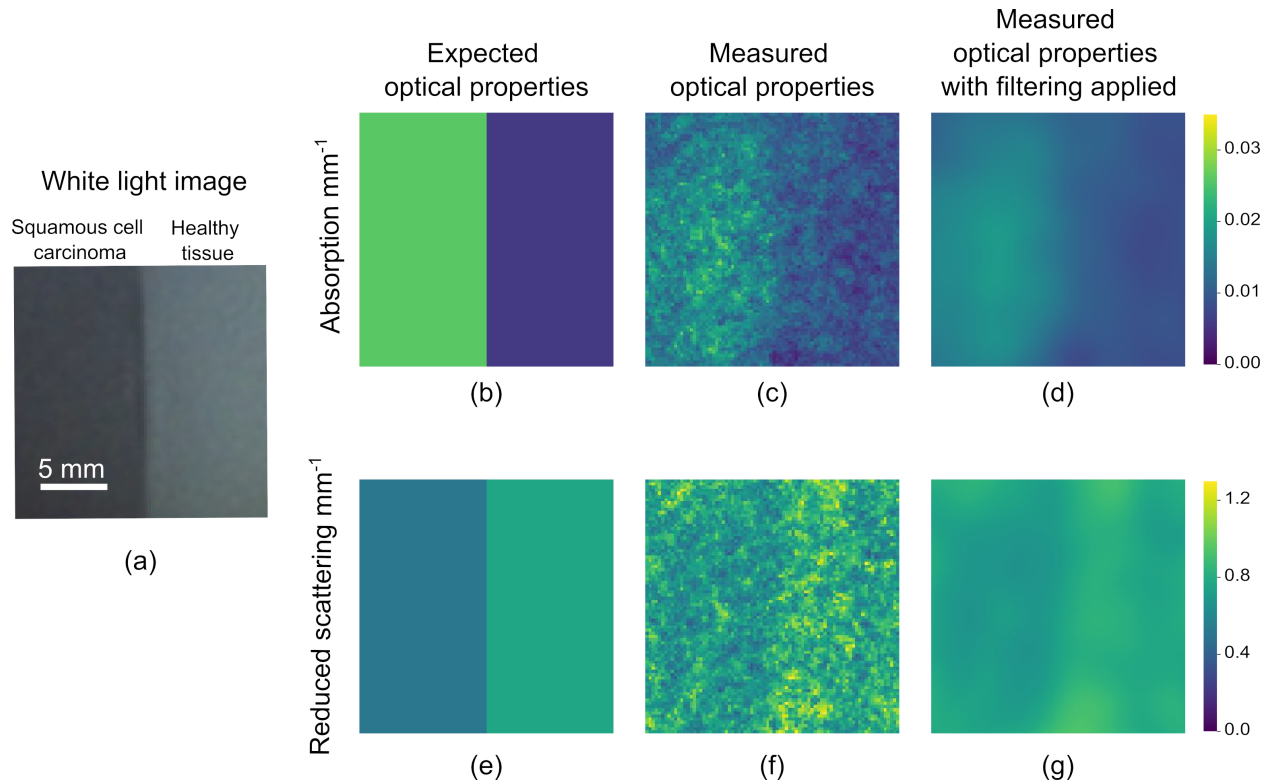 Expected
optical properties
Measured
optical properties
Measured
optical properties
with filtering applied
White light image
Squamous cell
carcinoma
Healthy
tissue
5 mm
(a)
Absorption mm⁻¹
(b)
(c)
(d)
0.03
0.02
0.01
0.00
Reduced scattering mm⁻¹
(e)
(f)
(g)
1.2
0.8
0.4
0.0